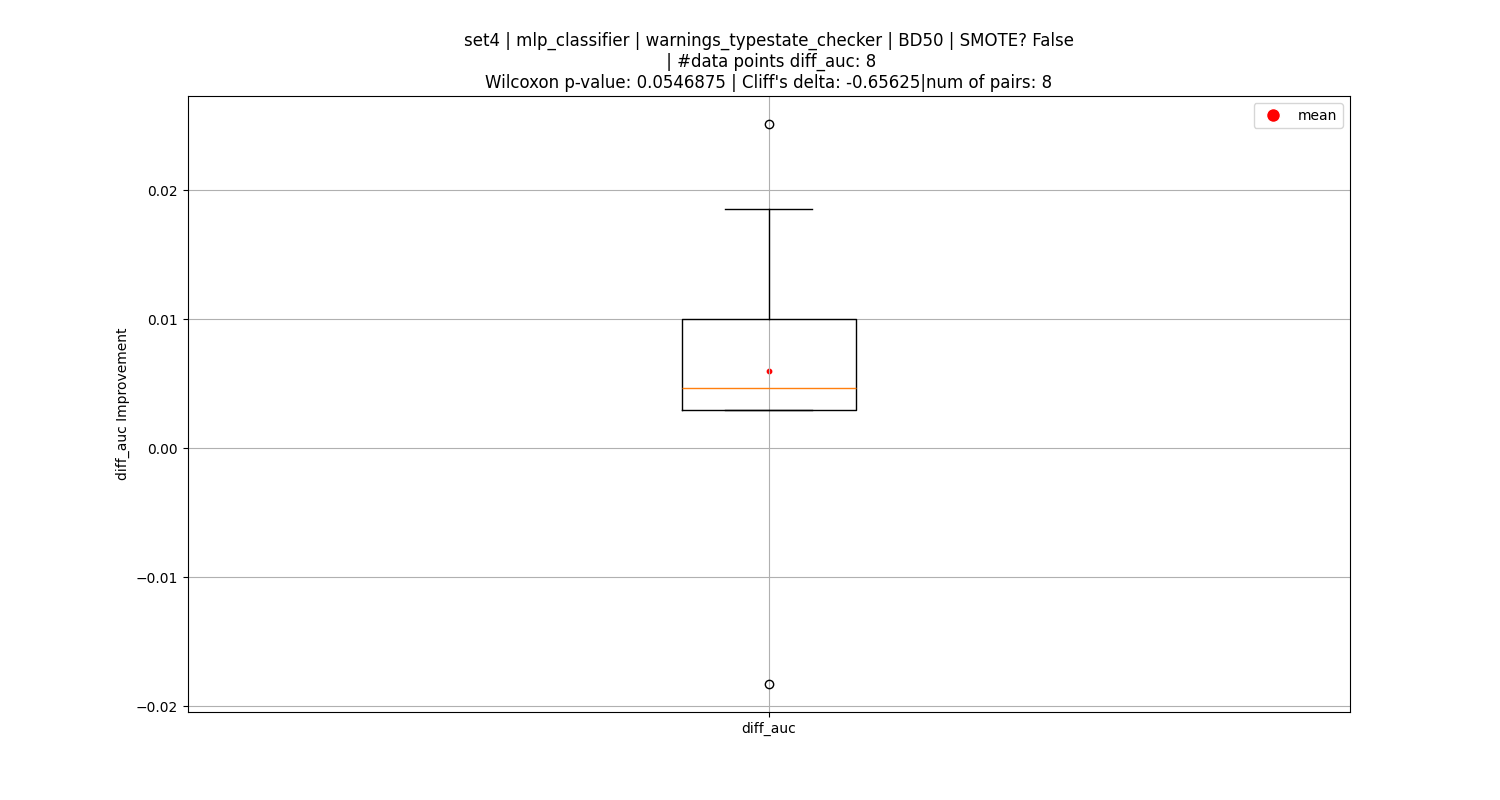 set4 | mlp_classifier | warnings_typestate_checker | BD50 | SMOTE? False
| #data points diff_auc: 8
Wilcoxon p-value: 0.0546875 | Cliff's delta: -0.65625|num of pairs: 8
mean
0.02
0.01
0.00
−0.01
−0.02
diff_auc Improvement
diff_auc